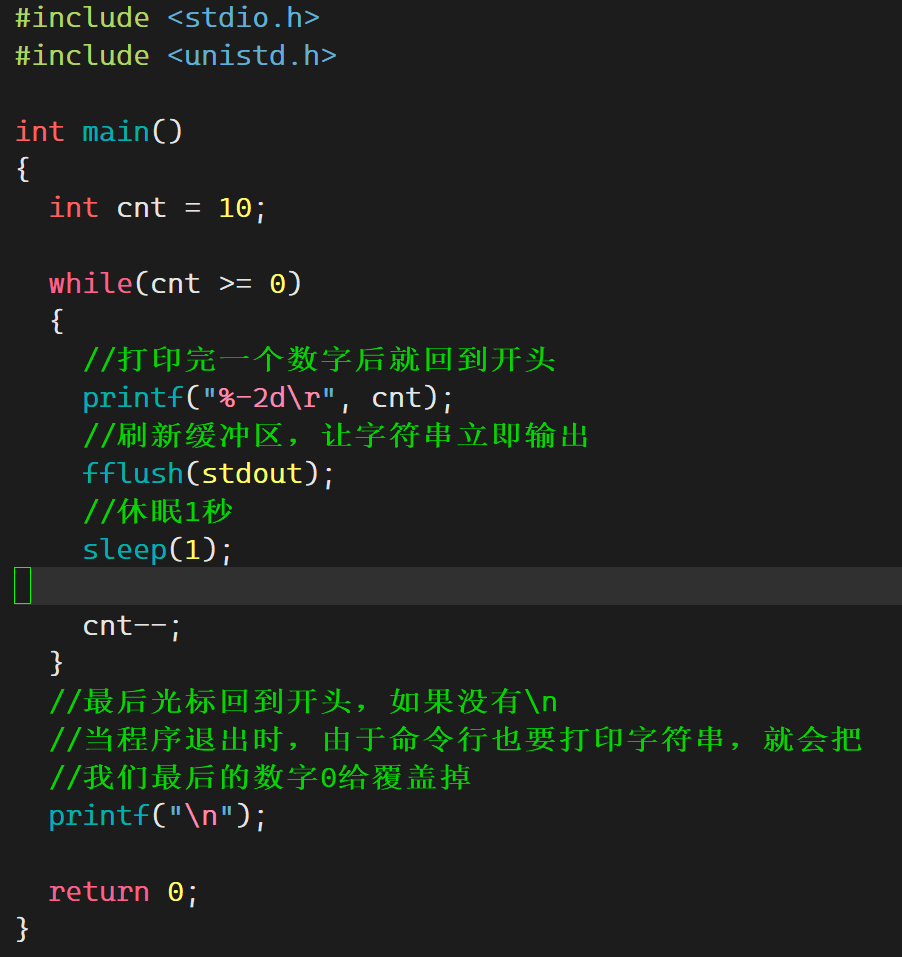 #include <stdio.h>
#include <unistd.h>
int main()
{
int cnt = 10;
while(cnt >= 0)
{
//打印完一个数字后就回到开头
printf("%-2d\r", cnt);
//刷新缓冲区，让字符串立即输出
fflush(stdout);
//休眠1秒
sleep(1);
cnt--;
}
//最后光标回到开头，如果没有\n
//当程序退出时，由于命令行也要打印字符串，就会把
//我们最后的数字0给覆盖掉
printf("\n");
return 0;
}